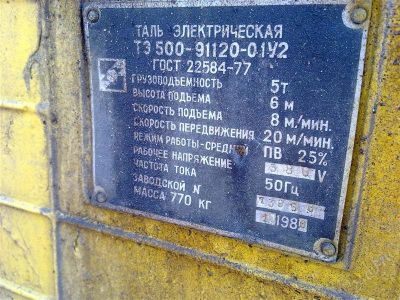 ТАЛЬ ЭЛЕКТРИЧЕСКАЯ
ТЭ 500-91120-01У2
ГОСТ 22584-77
ГРУЗОПОДЪЕМНОСТЬ 5т
ВЫСОТА ПОДЪЕМА 6 м
СКОРОСТЬ ПОДЪЕМА 8 м/мин.
СКОРОСТЬ ПЕРЕДВИЖЕНИЯ 20 м/мин.
РЕЖИМ РАБОТЫ-СРЕДНИЙ ПВ 25%
РАБОЧЕЕ НАПРЯЖЕНИЕ 380 V
ЧАСТОТА ТОКА 50Гц
ЗАВОДСКОЙ N
МАССА 770 кг